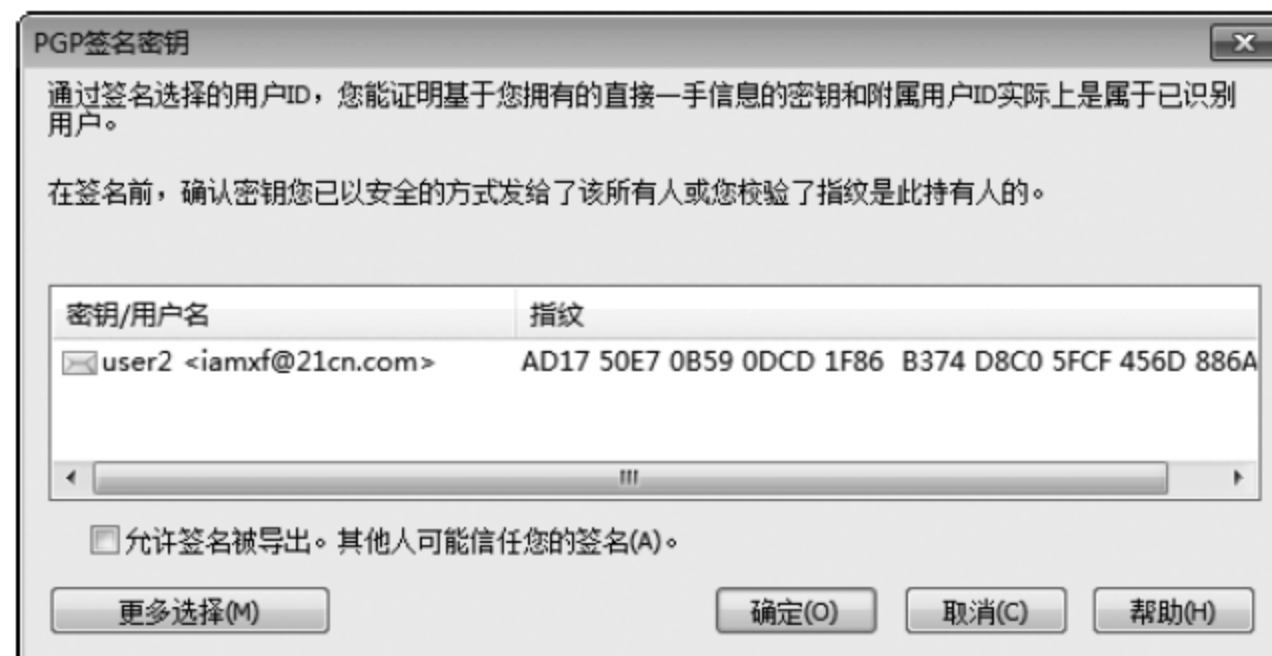 PGP签名密钥
通过签名选择的用户ID，您能证明基于您拥有的直接一手信息的密钥和附属用户ID实际上是属于已识别
用户。
在签名前，确认密钥您已以安全的方式发给了该所有人或您校验了指纹是此持有人的。
密钥/用户名 指纹
user2 <iamxf@21cn.com> AD17 50E7 0B59 0DCD 1F86 B374 D8C0 5FCF 456D 886A
允许签名被导出。其他人可能信任您的签名(A)。
更多选择(M) 确定(O) 取消(C) 帮助(H)